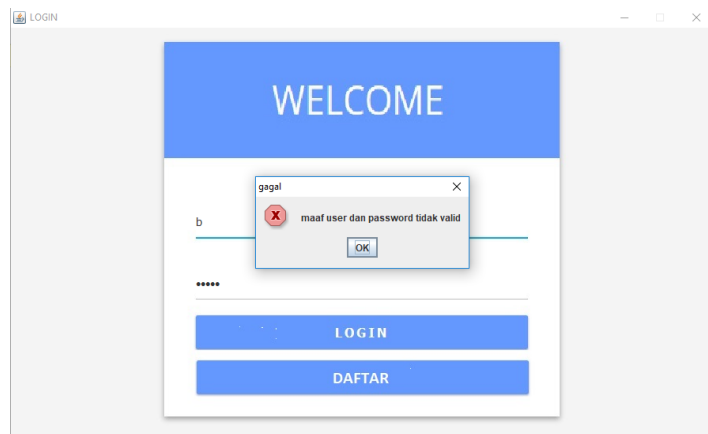 LOGIN
WELCOME
gagal
maaf user dan password tidak valid
b
OK
•••••
LOGIN
DAFTAR